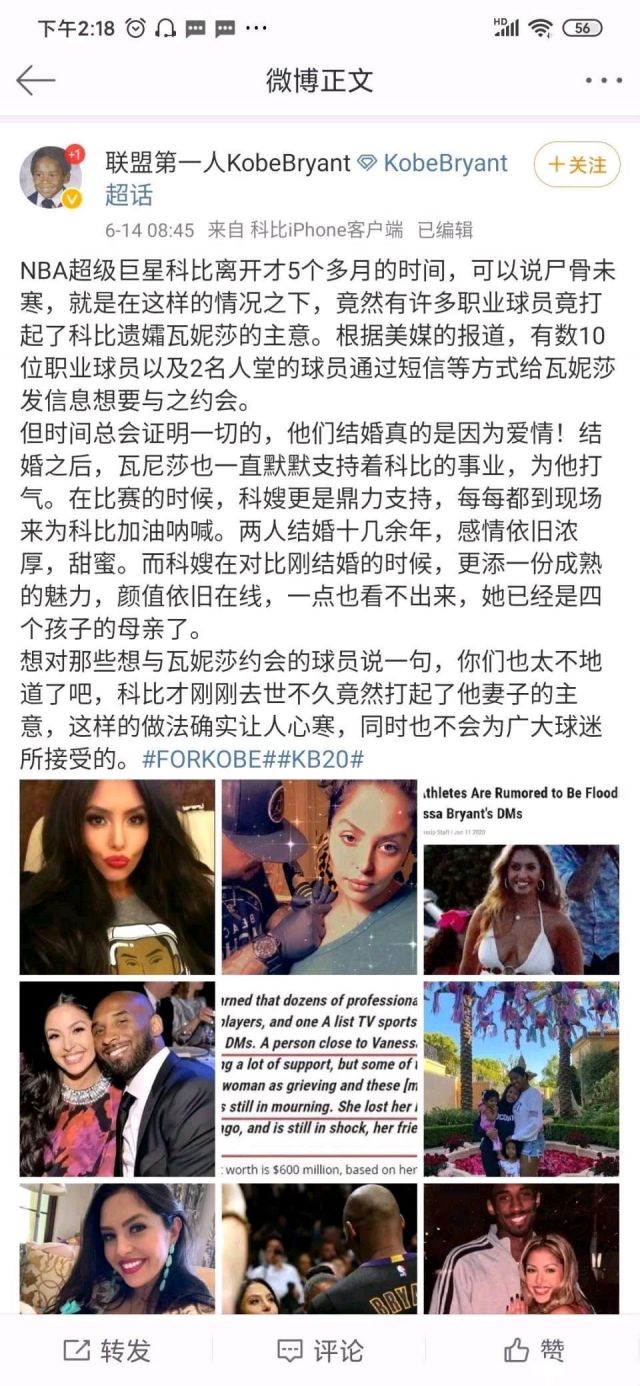 下午2:18
HD
56
微博正文
+1
V
联盟第一人KobeBryant KobeBryant
超话
+关注
6-14 08:45 来自 科比iPhone客户端 已编辑
NBA超级巨星科比离开才5个多月的时间，可以说尸骨未
寒，就是在这样的情况之下，竟然有许多职业球员竟打
起了科比遗孀瓦妮莎的主意。根据美媒的报道，有数10
位职业球员以及2名人堂的球员通过短信等方式给瓦妮莎
发信息想要与之约会。
但时间总会证明一切的，他们结婚真的是因为爱情！结
婚之后，瓦尼莎也一直默默支持着科比的事业，为他打
气。在比赛的时候，科嫂更是鼎力支持，每每都到现场
来为科比加油呐喊。两人结婚十几余年，感情依旧浓
厚，甜蜜。而科嫂在对比刚结婚的时候，更添一份成熟
的魅力，颜值依旧在线，一点也看不出来，她已经是四
个孩子的母亲了。
想对那些想与瓦妮莎约会的球员说一句，你们也太不地
道了吧，科比才刚刚去世不久竟然打起了他妻子的主
意，这样的做法确实让人心寒，同时也不会为广大球迷
所接受的。#FORKOBE##KB20#
thletes Are Rumored to Be Flood
ssa Bryant's DMs
Staff / Jun 11 2020
rned that dozens of professiona
players, and one A list TV sports
DMs. A person close to Vaness
ng a lot of support, but some of
woman as grieving and these [m
s still in mourning. She lost her
ago, and is still in shock, her frie
worth is $600 million, based on her
UCONN
BRYA
转发
评论
赞